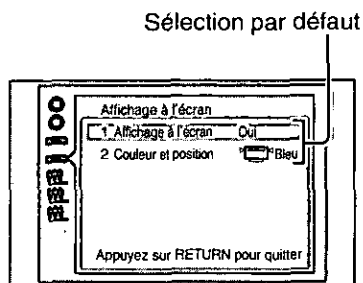 Sélection par défaut
Affichage à l'écran
1 Affichage à l'écran Oui
2 Couleur et position Bleu
Appuyez sur RETURN pour quitter